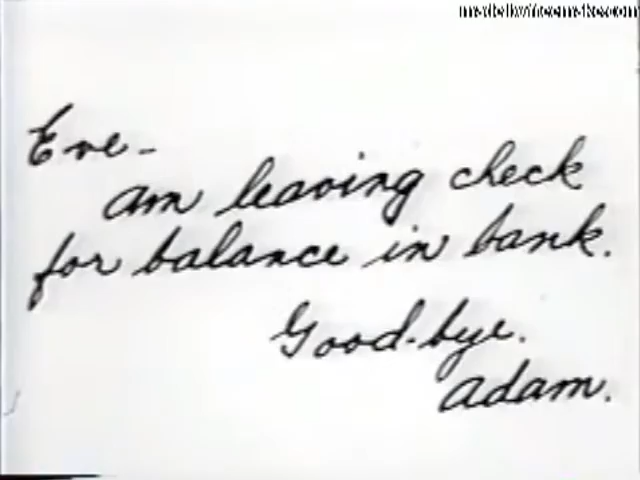 Eve-
am leaving check
for balance in bank.
Good-bye.
Adam.